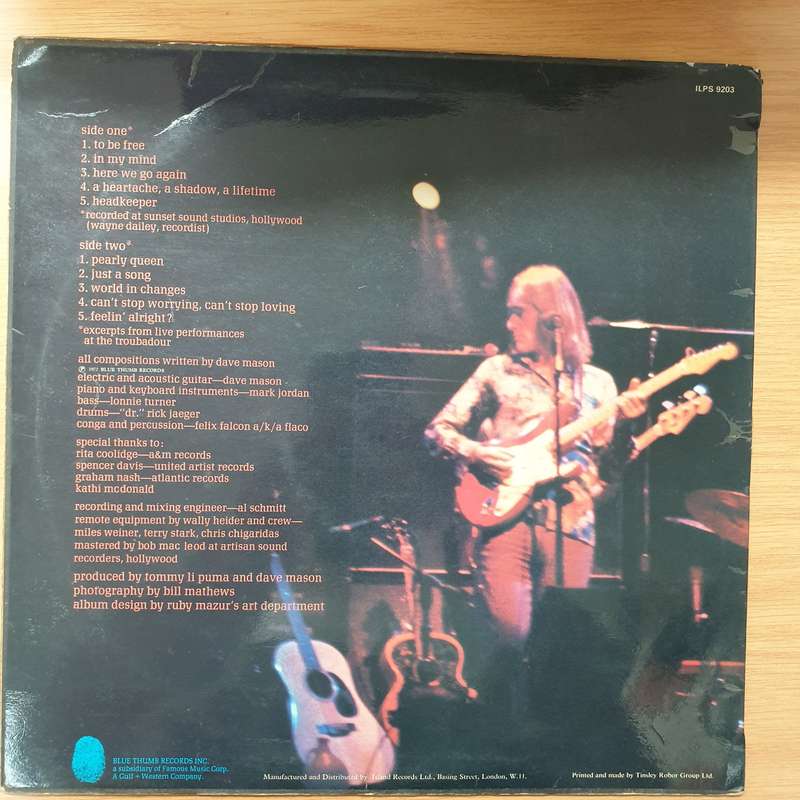 ILPS 9203
side one*
1. to be free
2. in my mind
3. here we go again
4. a heartache, a shadow, a lifetime
5. headkeeper
*recorded at sunset sound studios, hollywood
(wayne dailey, recordist)
side two*
1. pearly queen
2. just a song
3. world in changes
4. can't stop worrying, can't stop loving
5. feelin' alright?
*excerpts from live performances
at the troubadour
all compositions written by dave mason
Ⓟ 1972 BLUE THUMB RECORDS
electric and acoustic guitar—dave mason
piano and keyboard instruments—mark jordan
bass—lonnie turner
drums—"dr." rick jaeger
conga and percussion—felix falcon a/k/a flaco
special thanks to:
rita coolidge—a&m records
spencer davis—united artist records
graham nash—atlantic records
kathi mcdonald
recording and mixing engineer—al schmitt
remote equipment by wally heider and crew—
miles weiner, terry stark, chris chigaridas
mastered by bob mac leod at artisan sound
recorders, hollywood
produced by tommy li puma and dave mason
photography by bill mathews
album design by ruby mazur's art department
BLUE THUMB RECORDS INC.
a subsidiary of Famous Music Corp.
A Gulf + Western Company.
Manufactured and Distributed by Island Records Ltd., Basing Street, London, W.11.
Printed and made by Tinsley Robor Group Ltd.